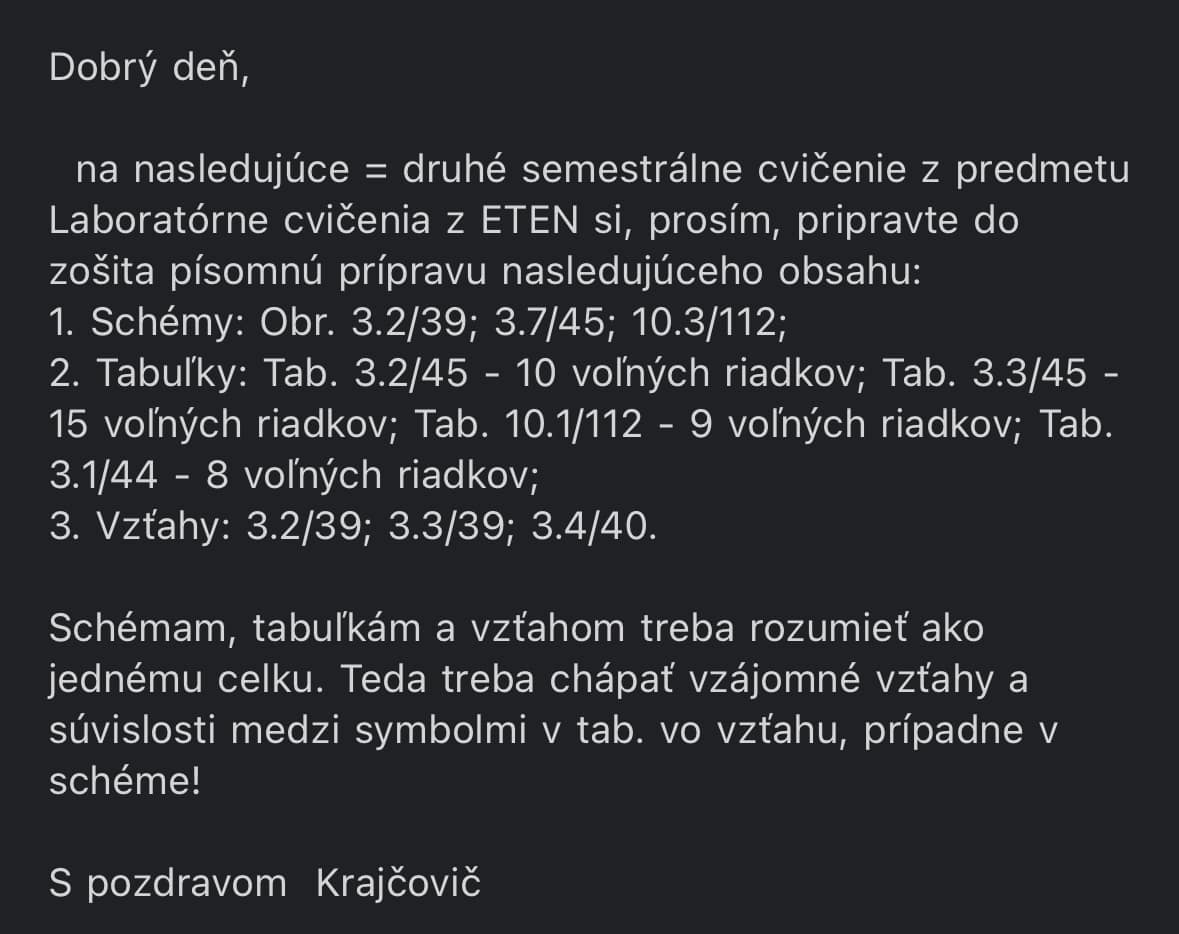 Dobrý deň,
na nasledujúce = druhé semestrálne cvičenie z predmetu
Laboratórne cvičenia z ETEN si, prosím, pripravte do
zošita písomnú prípravu nasledujúceho obsahu:
1. Schémy: Obr. 3.2/39; 3.7/45; 10.3/112;
2. Tabuľky: Tab. 3.2/45 - 10 voľných riadkov; Tab. 3.3/45 -
15 voľných riadkov; Tab. 10.1/112 - 9 voľných riadkov; Tab.
3.1/44 - 8 voľných riadkov;
3. Vzťahy: 3.2/39; 3.3/39; 3.4/40.
Schémam, tabuľkám a vzťahom treba rozumieť ako
jednému celku. Teda treba chápať vzájomné vzťahy a
súvislosti medzi symbolmi v tab. vo vzťahu, prípadne v
schéme!
S pozdravom  Krajčovič